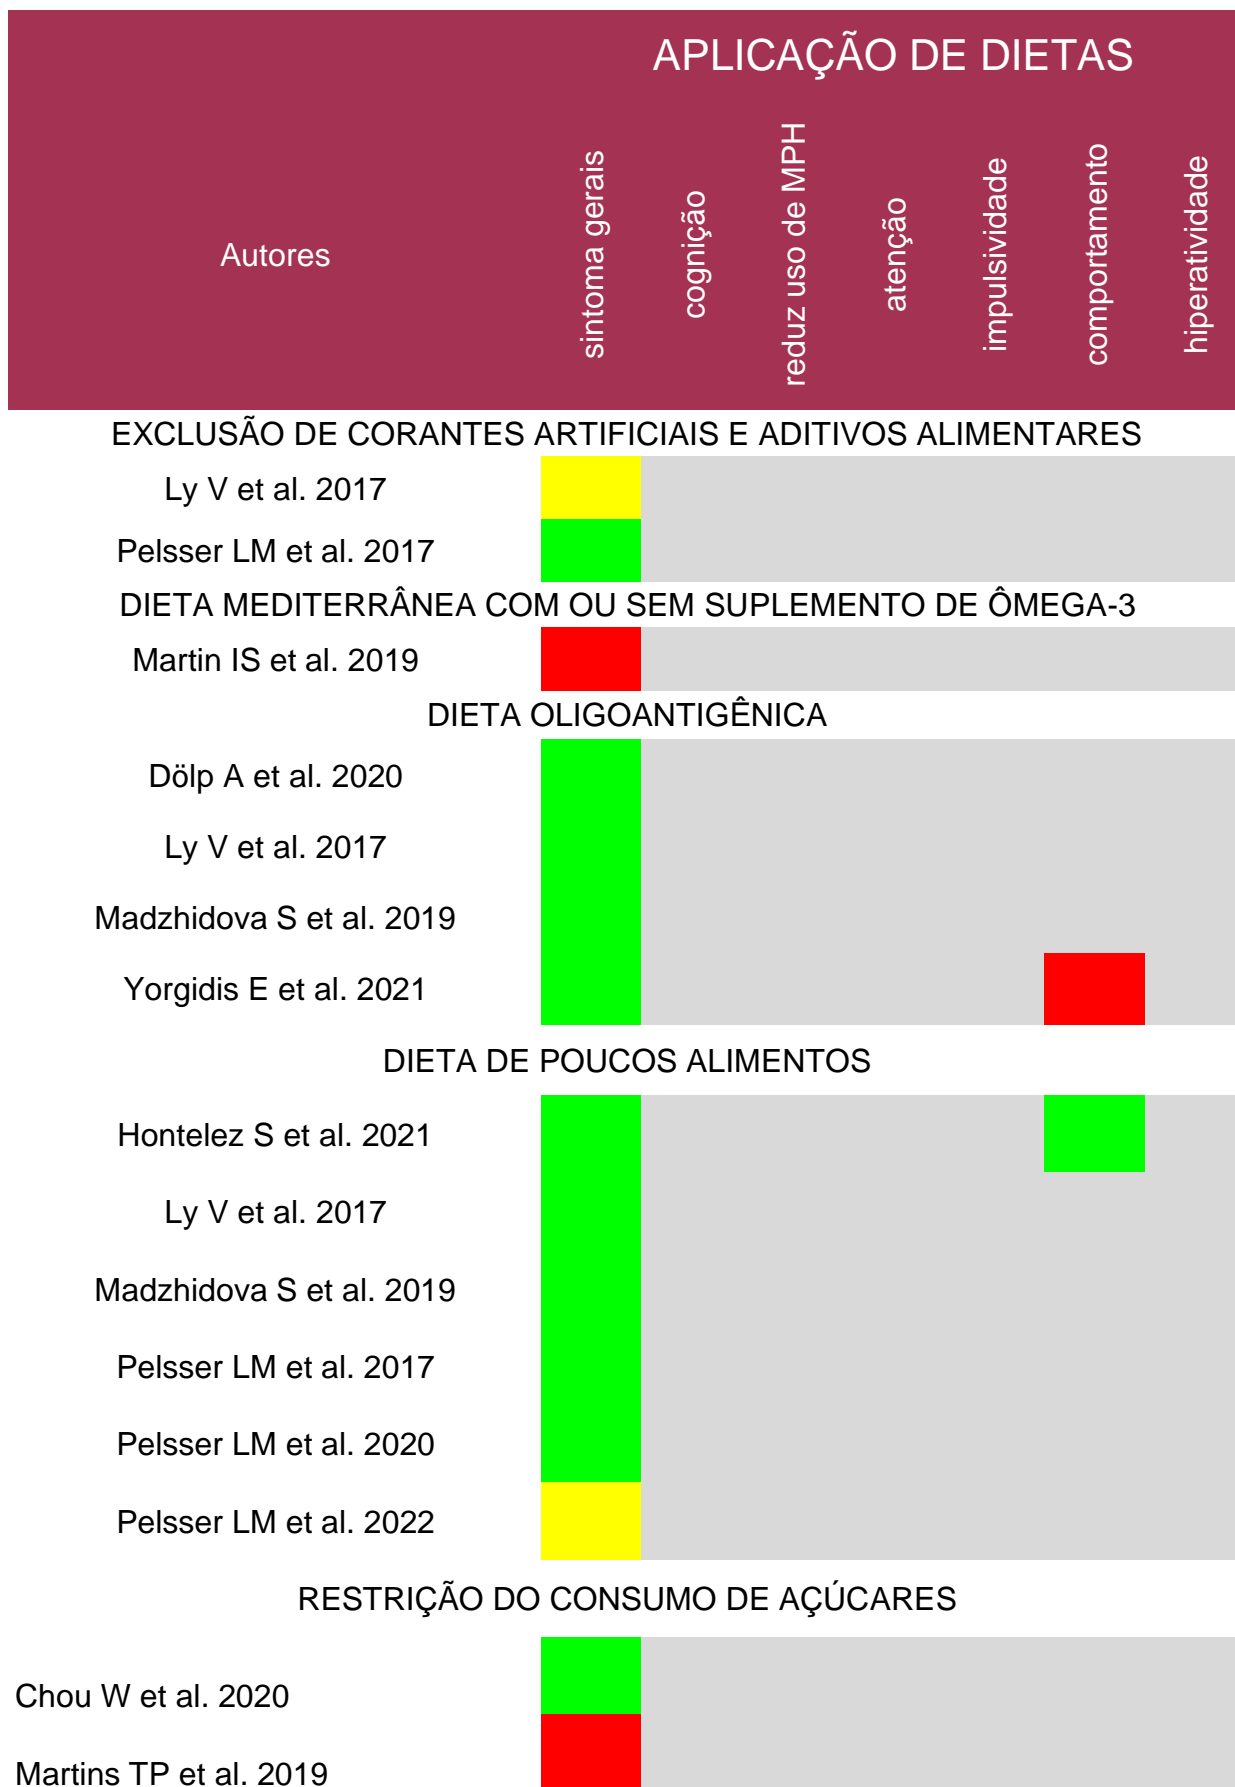 APLICAÇÃO DE DIETAS
Autores
sintoma gerais
cognição
reduz uso de MPH
atenção
impulsividade
comportamento
hiperatividade
EXCLUSÃO DE CORANTES ARTIFICIAIS E ADITIVOS ALIMENTARES
Ly V et al. 2017
Pelsser LM et al. 2017
DIETA MEDITERRÂNEA COM OU SEM SUPLEMENTO DE ÔMEGA-3
Martin IS et al. 2019
DIETA OLIGOANTIGÊNICA
Dölp A et al. 2020
Ly V et al. 2017
Madzhidova S et al. 2019
Yorgidis E et al. 2021
DIETA DE POUCOS ALIMENTOS
Hontelez S et al. 2021
Ly V et al. 2017
Madzhidova S et al. 2019
Pelsser LM et al. 2017
Pelsser LM et al. 2020
Pelsser LM et al. 2022
RESTRIÇÃO DO CONSUMO DE AÇÚCARES
Chou W et al. 2020
Martins TP et al. 2019